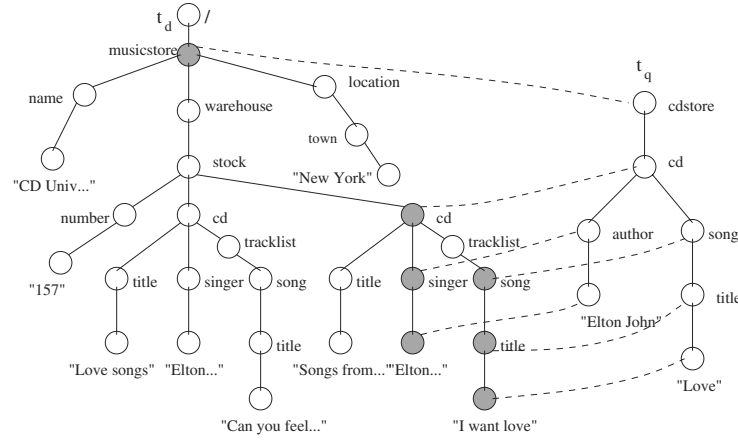 t_d /
musicstore
t_q
location
name
cdstore
warehouse
town
stock
cd
"CD Univ..."
"New York"
number
cd
cd
author
song
tracklist
tracklist
"157"
title
singer
song
title
singer
song
title
"Elton John"
title
title
"Love songs"
"Elton..."
"Songs from..."
"Elton..."
"Love"
"Can you feel..."
"I want love"